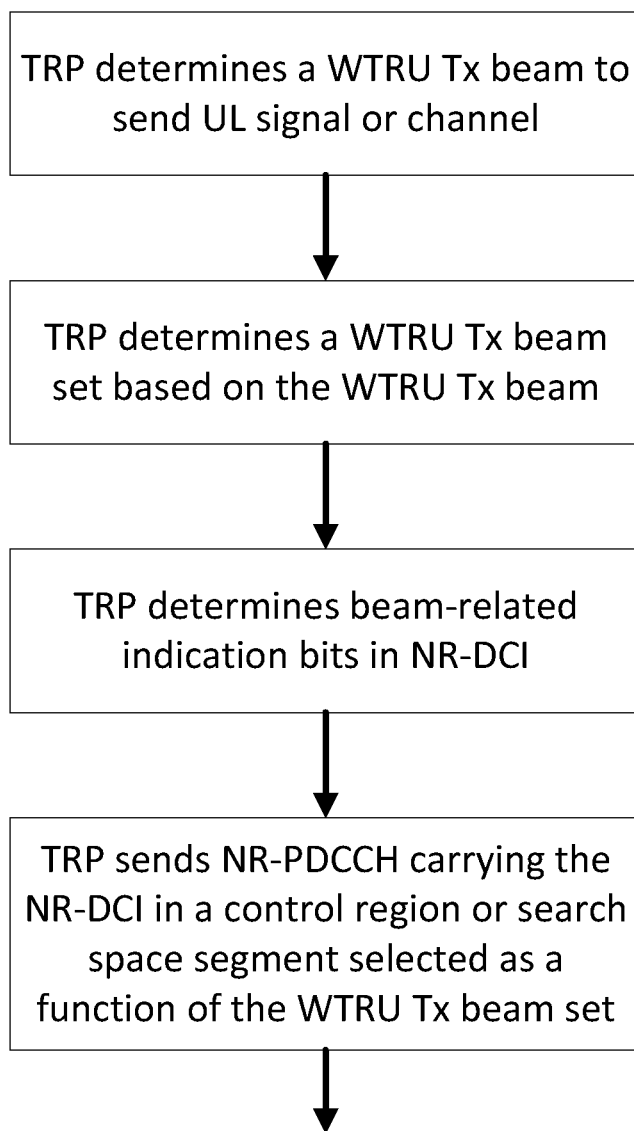 TRP determines a WTRU Tx beam to
send UL signal or channel
TRP determines a WTRU Tx beam
set based on the WTRU Tx beam
TRP determines beam-related
indication bits in NR-DCI
TRP sends NR-PDCCH carrying the
NR-DCI in a control region or search
space segment selected as a
function of the WTRU Tx beam set